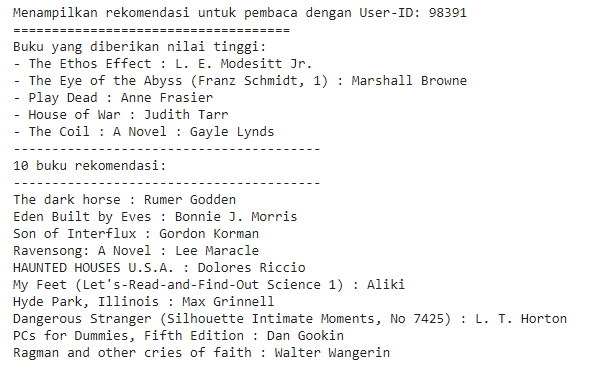 Menampilkan rekomendasi untuk pembaca dengan User-ID: 98391
====================================
Buku yang diberikan nilai tinggi:
- The Ethos Effect : L. E. Modesitt Jr.
- The Eye of the Abyss (Franz Schmidt, 1) : Marshall Browne
- Play Dead : Anne Frasier
- House of War : Judith Tarr
- The Coil : A Novel : Gayle Lynds
----------------------------------------
10 buku rekomendasi:
----------------------------------------
The dark horse : Rumer Godden
Eden Built by Eves : Bonnie J. Morris
Son of Interflux : Gordon Korman
Ravensong: A Novel : Lee Maracle
HAUNTED HOUSES U.S.A. : Dolores Riccio
My Feet (Let's-Read-and-Find-Out Science 1) : Aliki
Hyde Park, Illinois : Max Grinnell
Dangerous Stranger (Silhouette Intimate Moments, No 7425) : L. T. Horton
PCs for Dummies, Fifth Edition : Dan Gookin
Ragman and other cries of faith : Walter Wangerin